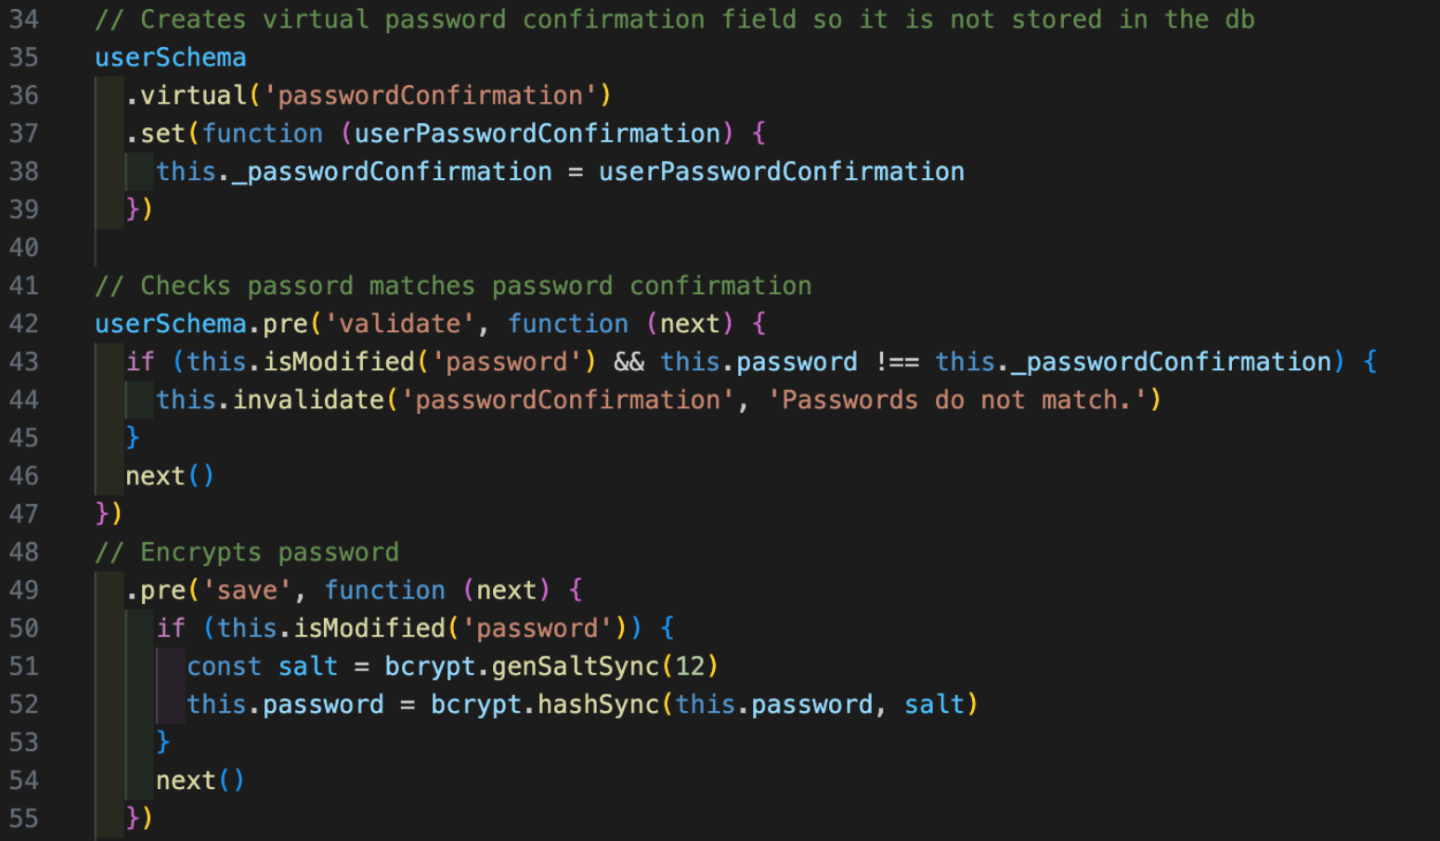 34 // Creates virtual password confirmation field so it is not stored in the db
35 userSchema
36   .virtual('passwordConfirmation')
37   .set(function (userPasswordConfirmation) {
38     this._passwordConfirmation = userPasswordConfirmation
39   })
40
41 // Checks passord matches password confirmation
42 userSchema.pre('validate', function (next) {
43   if (this.isModified('password') && this.password !== this._passwordConfirmation) {
44     this.invalidate('passwordConfirmation', 'Passwords do not match.')
45   }
46   next()
47 })
48 // Encrypts password
49   .pre('save', function (next) {
50     if (this.isModified('password')) {
51       const salt = bcrypt.genSaltSync(12)
52       this.password = bcrypt.hashSync(this.password, salt)
53     }
54     next()
55   })